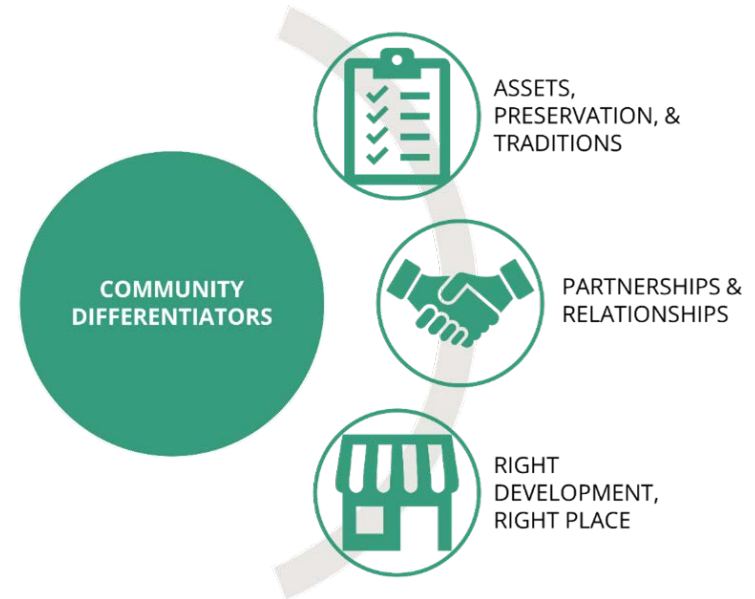 COMMUNITY
DIFFERENTIATORS
ASSETS,
PRESERVATION, &
TRADITIONS
PARTNERSHIPS &
RELATIONSHIPS
RIGHT
DEVELOPMENT,
RIGHT PLACE